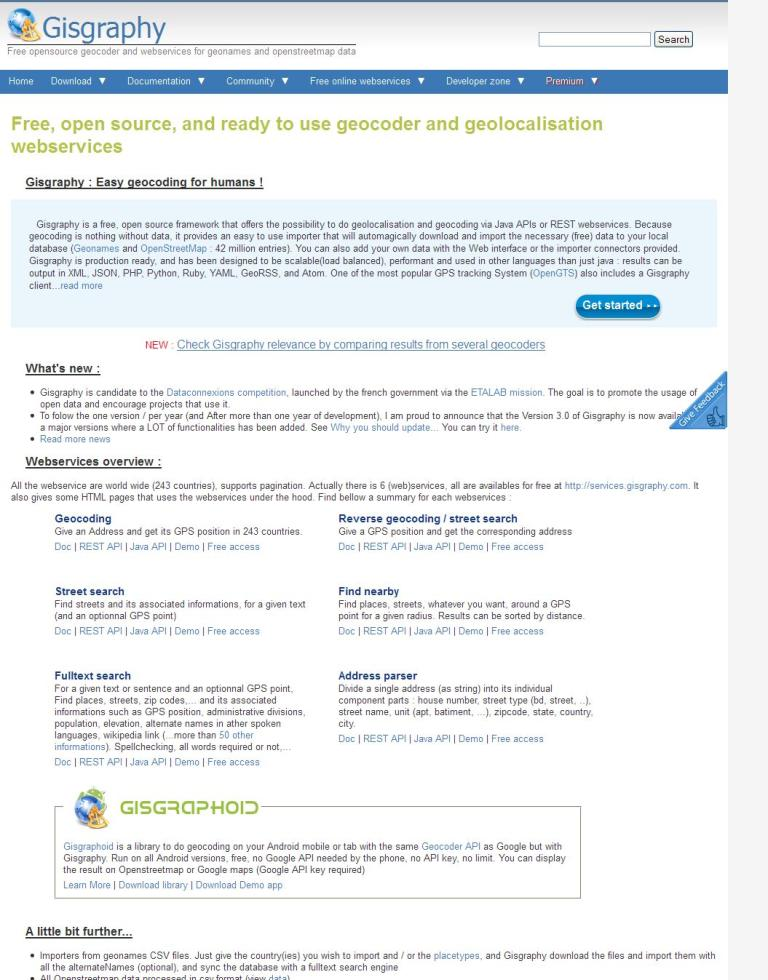 Gisgraphy
Free opensource geocoder and webservices for geonames and openstreetmap data
Search
Home Download ▼ Documentation ▼ Community ▼ Free online webservices ▼ Developer zone ▼ Premium ▼
Free, open source, and ready to use geocoder and geolocalisation
webservices
Gisgraphy : Easy geocoding for humans !
Gisgraphy is a free, open source framework that offers the possibility to do geolocalisation and geocoding via Java APIs or REST webservices. Because
geocoding is nothing without data, it provides an easy to use importer that will automagically download and import the necessary (free) data to your local
database (Geonames and OpenStreetMap : 42 million entries). You can also add your own data with the Web interface or the importer connectors provided.
Gisgraphy is production ready, and has been designed to be scalable(load balanced), performant and used in other languages than just java : results can be
output in XML, JSON, PHP, Python, Ruby, YAML, GeoRSS, and Atom. One of the most popular GPS tracking System (OpenGTS) also includes a Gisgraphy
client...read more
Get started
NEW : Check Gisgraphy relevance by comparing results from several geocoders
What's new :
• Gisgraphy is candidate to the Dataconnexions competition, launched by the french government via the ETALAB mission. The goal is to promote the usage of
open data and encourage projects that use it.
• To folow the one version / per year (and After more than one year of development), I am proud to announce that the Version 3.0 of Gisgraphy is now
a major versions where a LOT of functionalities has been added. See Why you should update... You can try it here.
• Read more news
Give Feedback
Webservices overview :
All the webservice are world wide (243 countries), supports pagination. Actually there is 6 (web)services, all are availables for free at http://services.gisgraphy.com. It
also gives some HTML pages that uses the webservices under the hood. Find bellow a summary for each webservices :
Geocoding
Give an Address and get its GPS position in 243 countries.
Doc | REST API | Java API | Demo | Free access
Reverse geocoding / street search
Give a GPS position and get the corresponding address
Doc | REST API | Java API | Demo | Free access
Street search
Find streets and its associated informations, for a given text
(and an optionnal GPS point)
Doc | REST API | Java API | Demo | Free access
Find nearby
Find places, streets, whatever you want, around a GPS
point for a given radius. Results can be sorted by distance.
Doc | REST API | Java API | Demo | Free access
Fulltext search
For a given text or sentence and an optionnal GPS point,
Find places, streets, zip codes,... and its associated
informations such as GPS position, administrative divisions,
population, elevation, alternate names in ather spoken
languages, wikipedia link (...more than 50 other
informations). Spellchecking, all words required or not,...
Doc | REST API | Java API | Demo | Free access
Address parser
Divide a single address (as string) into its individual
component parts : house number, street type (bd, street, ..),
street name, unit (apt, batiment, ...), zipcode, state, country,
city.
Doc | REST API | Java API | Demo | Free access
GISGRAPHOID
Gisgraphoid is a library to do geocoding on your Android mobile or tab with the same Geocoder API as Google but with
Gisgraphy. Run on all Android versions, free, no Google API needed by the phone, no API key, no limit. You can display
the result on Openstreetmap or Google maps (Google API key required)
Learn More | Download library | Download Demo app
A little bit further...
• Importers from geonames CSV files. Just give the country(ies) you wish to import and / or the placetypes, and Gisgraphy download the files and import them with
all the alternateNames (optional), and sync the database with a fulltext search engine
• All Openstreetmap data processed in csv format (view data)